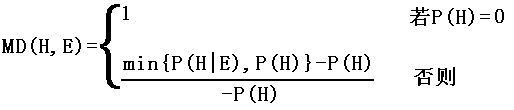 1 若P(H)=0
MD(H, E)=
min{P(H|E), P(H)}-P(H)
-P(H) 否则